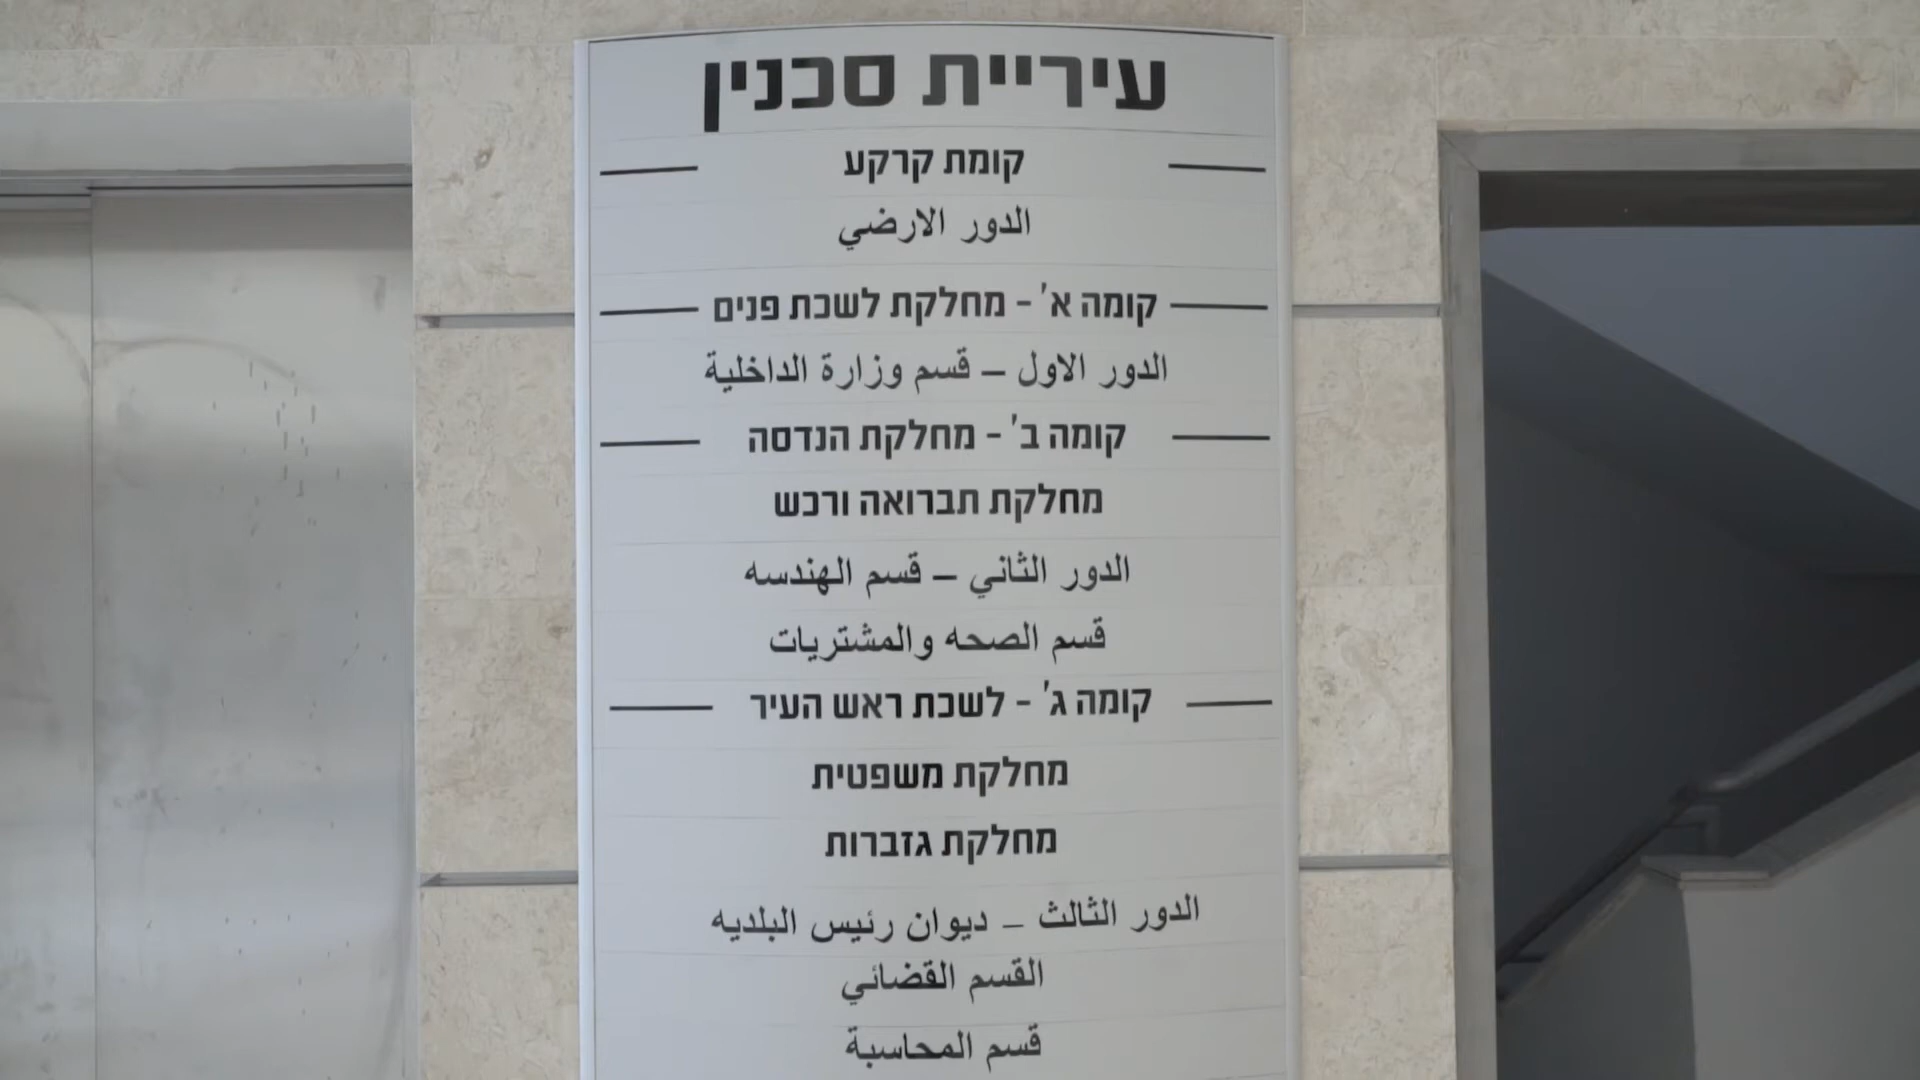 עיריית סכנין
קומת קרקע
الدور الارضي
קומה א' - מחלקת לשכת פנים
الدور الاول – قسم وزارة الداخلية
קומה ב' - מחלקת הנדסה
מחלקת תברואה ורכש
الدور الثاني – قسم الهندسه
قسم الصحه والمشتريات
קומה ג' - לשכת ראש העיר
מחלקת משפטית
מחלקת גזברות
الدور الثالث – ديوان رئيس البلديه
القسم القضائي
قسم المحاسبة